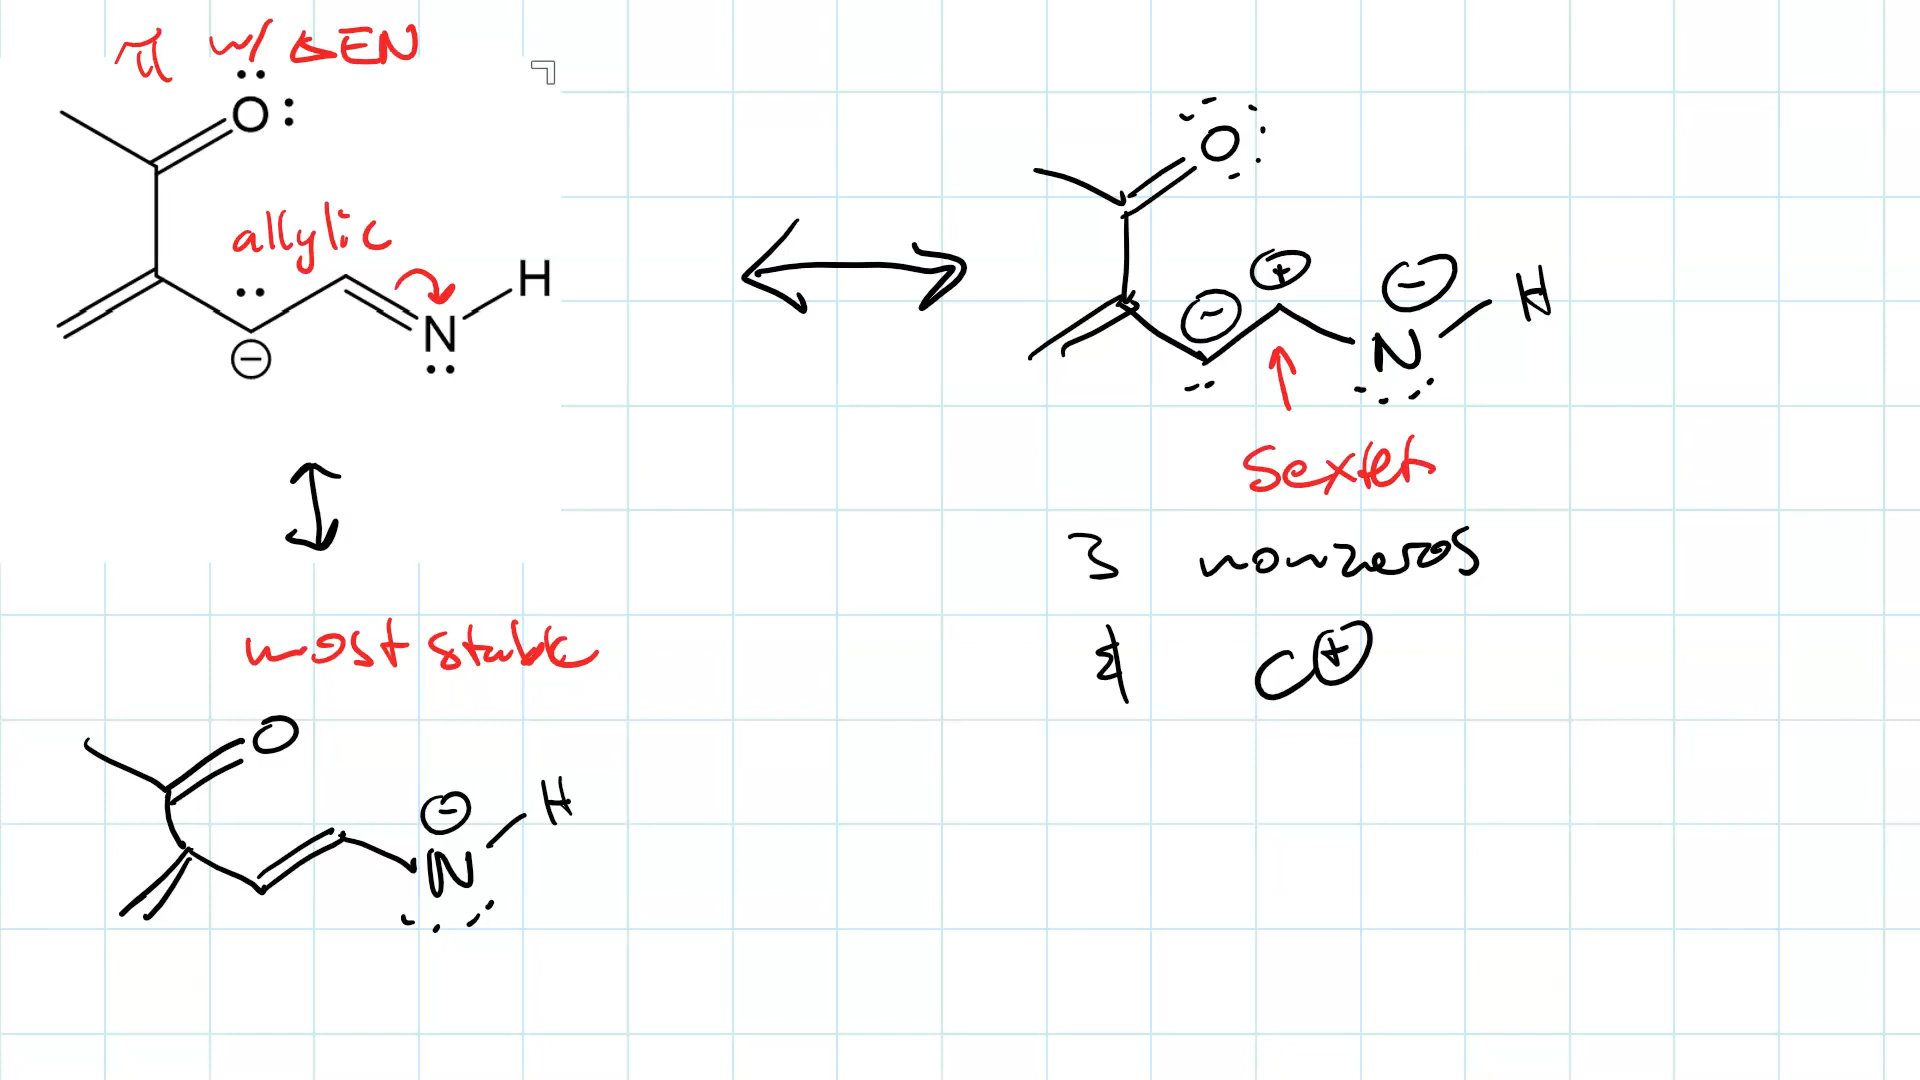 π w/ ΔEN
O
allylic
H
N
⊖
O
⊕
⊖
⊖
H
N
sextet
3 nonzeros
& C⊕
most stable
O
⊖
H
N